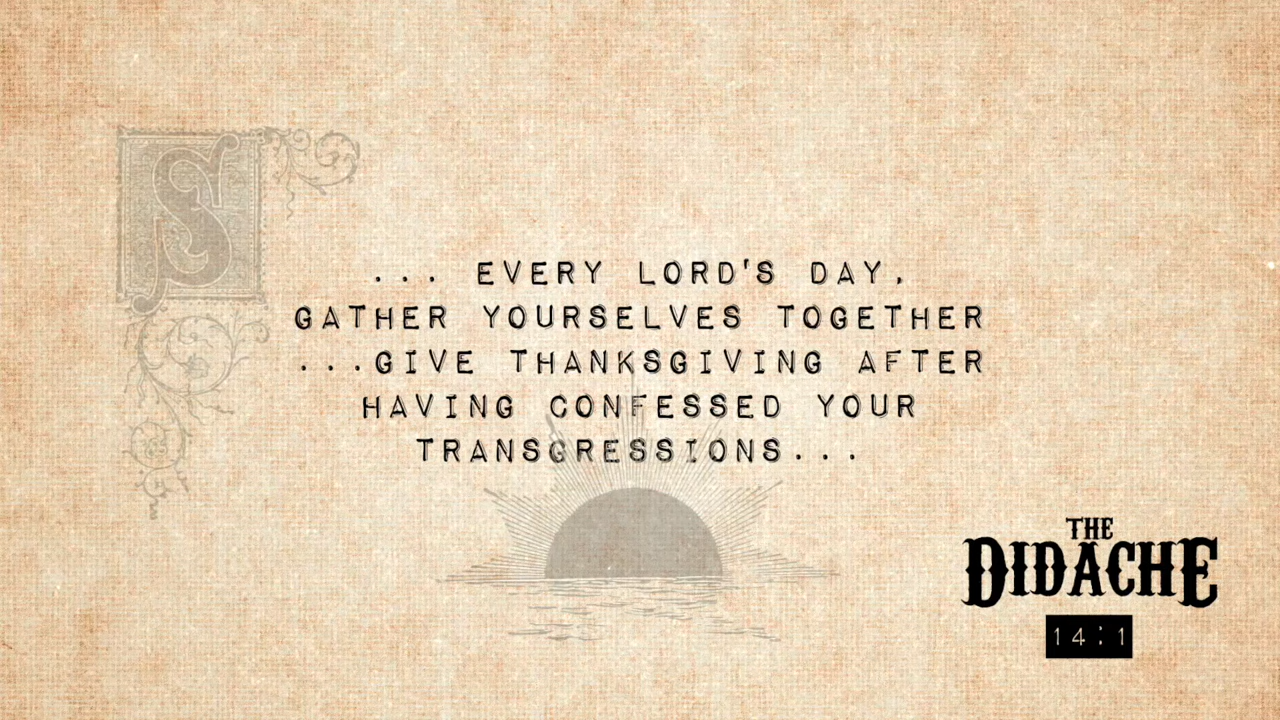 S
... EVERY LORD'S DAY,
GATHER YOURSELVES TOGETHER
...GIVE THANKSGIVING AFTER
HAVING CONFESSED YOUR
TRANSGRESSIONS...
THE
DIDACHE
14:1